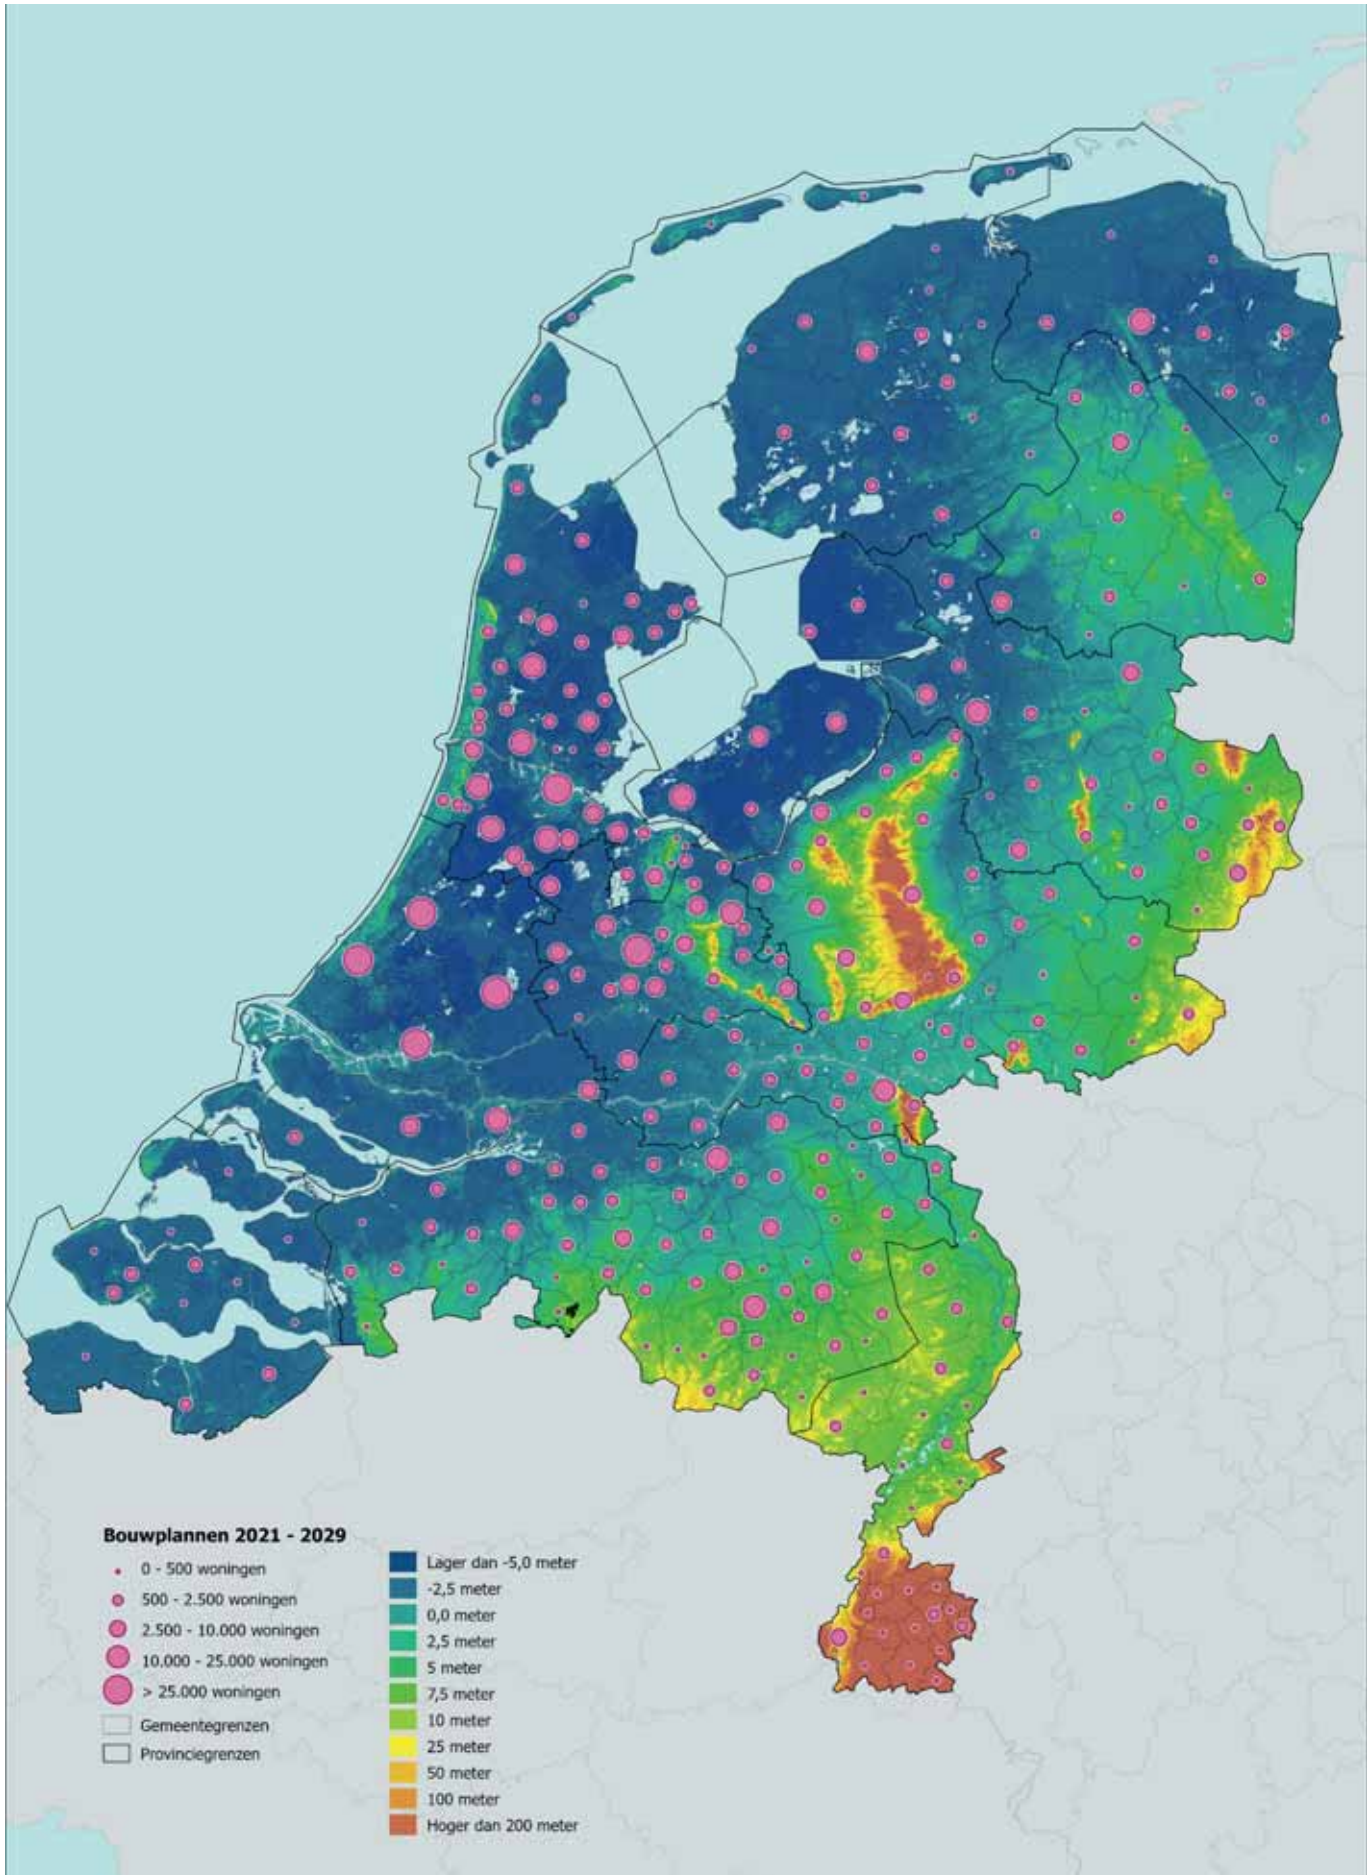 Bouwplannen 2021 - 2029
0 - 500 woningen
500 - 2.500 woningen
2.500 - 10.000 woningen
10.000 - 25.000 woningen
> 25.000 woningen
Gemeentegrenzen
Provinciegrenzen
Lager dan -5,0 meter
-2,5 meter
0,0 meter
2,5 meter
5 meter
7,5 meter
10 meter
25 meter
50 meter
100 meter
Hoger dan 200 meter